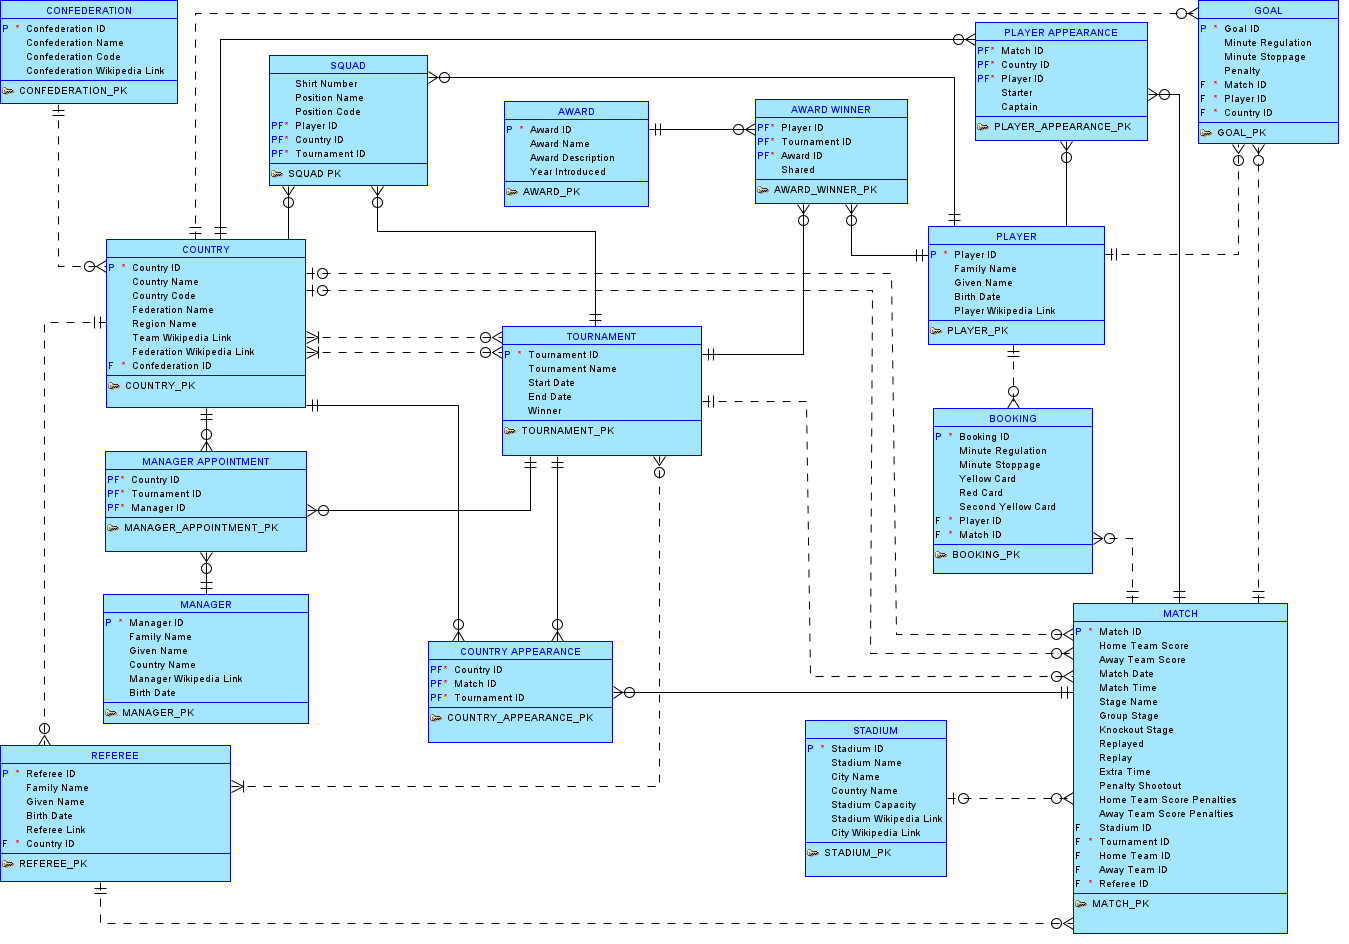 CONFEDERATION
P * Confederation ID
Confederation Name
Confederation Code
Confederation Wikipedia Link
CONFEDERATION_PK
SQUAD
Shirt Number
Position Name
Position Code
PF* Player ID
PF* Country ID
PF* Tournament ID
SQUAD PK
AWARD
P * Award ID
Award Name
Award Description
Year Introduced
AWARD_PK
AWARD WINNER
PF* Player ID
PF* Tournament ID
PF* Award ID
Shared
AWARD_WINNER_PK
PLAYER APPEARANCE
PF* Match ID
PF* Country ID
PF* Player ID
Starter
Captain
PLAYER_APPEARANCE_PK
GOAL
P * Goal ID
Minute Regulation
Minute Stoppage
Penalty
F * Match ID
F * Player ID
F * Country ID
GOAL_PK
COUNTRY
P * Country ID
Country Name
Country Code
Federation Name
Region Name
Team Wikipedia Link
Federation Wikipedia Link
F * Confederation ID
COUNTRY_PK
TOURNAMENT
P * Tournament ID
Tournament Name
Start Date
End Date
Winner
TOURNAMENT_PK
PLAYER
P * Player ID
Family Name
Given Name
Birth Date
Player Wikipedia Link
PLAYER_PK
BOOKING
P * Booking ID
Minute Regulation
Minute Stoppage
Yellow Card
Red Card
Second Yellow Card
F * Player ID
F * Match ID
BOOKING_PK
MANAGER APPOINTMENT
PF* Country ID
PF* Tournament ID
PF* Manager ID
MANAGER_APPOINTMENT_PK
MANAGER
P * Manager ID
Family Name
Given Name
Country Name
Manager Wikipedia Link
Birth Date
MANAGER_PK
COUNTRY APPEARANCE
PF* Country ID
PF* Match ID
PF* Tournament ID
COUNTRY_APPEARANCE_PK
REFEREE
P * Referee ID
Family Name
Given Name
Birth Date
Referee Link
F * Country ID
REFEREE_PK
STADIUM
P * Stadium ID
Stadium Name
City Name
Country Name
Stadium Capacity
Stadium Wikipedia Link
City Wikipedia Link
STADIUM_PK
MATCH
P * Match ID
Home Team Score
Away Team Score
Match Date
Match Time
Stage Name
Group Stage
Knockout Stage
Replayed
Replay
Extra Time
Penalty Shootout
Home Team Score Penalties
Away Team Score Penalties
F Stadium ID
F * Tournament ID
F Home Team ID
F Away Team ID
F * Referee ID
MATCH_PK